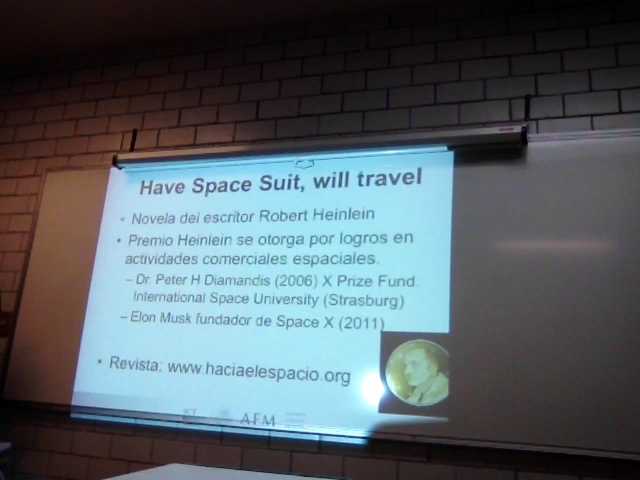 Have Space Suit, will travel
• Novela del escritor Robert Heinlein
• Premio Heinlein se otorga por logros en
actividades comerciales espaciales.
– Dr. Peter H Diamandis (2006) X Prize Fund.
International Space University (Strasburg)
– Elon Musk fundador de Space X (2011)
• Revista: www.haciaelespacio.org
AEM